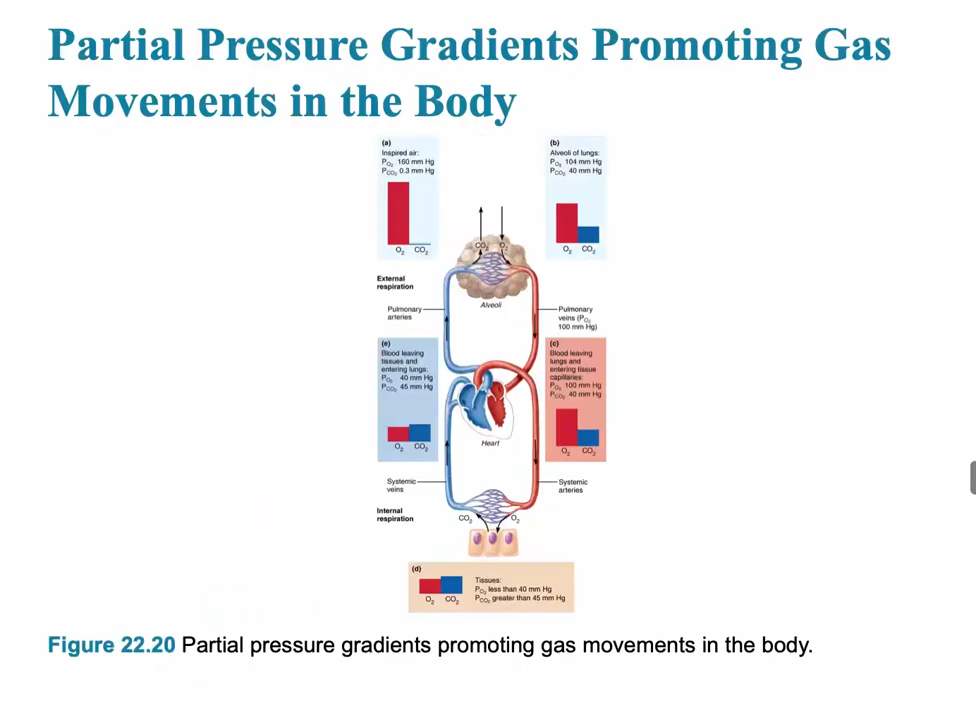 Partial Pressure Gradients Promoting Gas
Movements in the Body
(a)
Inspired air:
PO₂ 160 mm Hg
PCO₂ 0.3 mm Hg
O₂ CO₂
(b)
Alveoli of lungs:
PO₂ 104 mm Hg
PCO₂ 40 mm Hg
O₂ CO₂
CO₂ O₂
Alveoli
External
respiration
Pulmonary
arteries
Pulmonary
veins (PO₂
100 mm Hg)
(e)
Blood leaving
tissues and
entering lungs:
PO₂ 40 mm Hg
PCO₂ 45 mm Hg
O₂ CO₂
(c)
Blood leaving
lungs and
entering tissue
capillaries:
PO₂ 100 mm Hg
PCO₂ 40 mm Hg
O₂ CO₂
Heart
Systemic
veins
Systemic
arteries
Internal
respiration
CO₂ O₂
(d)
O₂ CO₂
Tissues:
PO₂ less than 40 mm Hg
PCO₂ greater than 45 mm Hg
Figure 22.20 Partial pressure gradients promoting gas movements in the body.